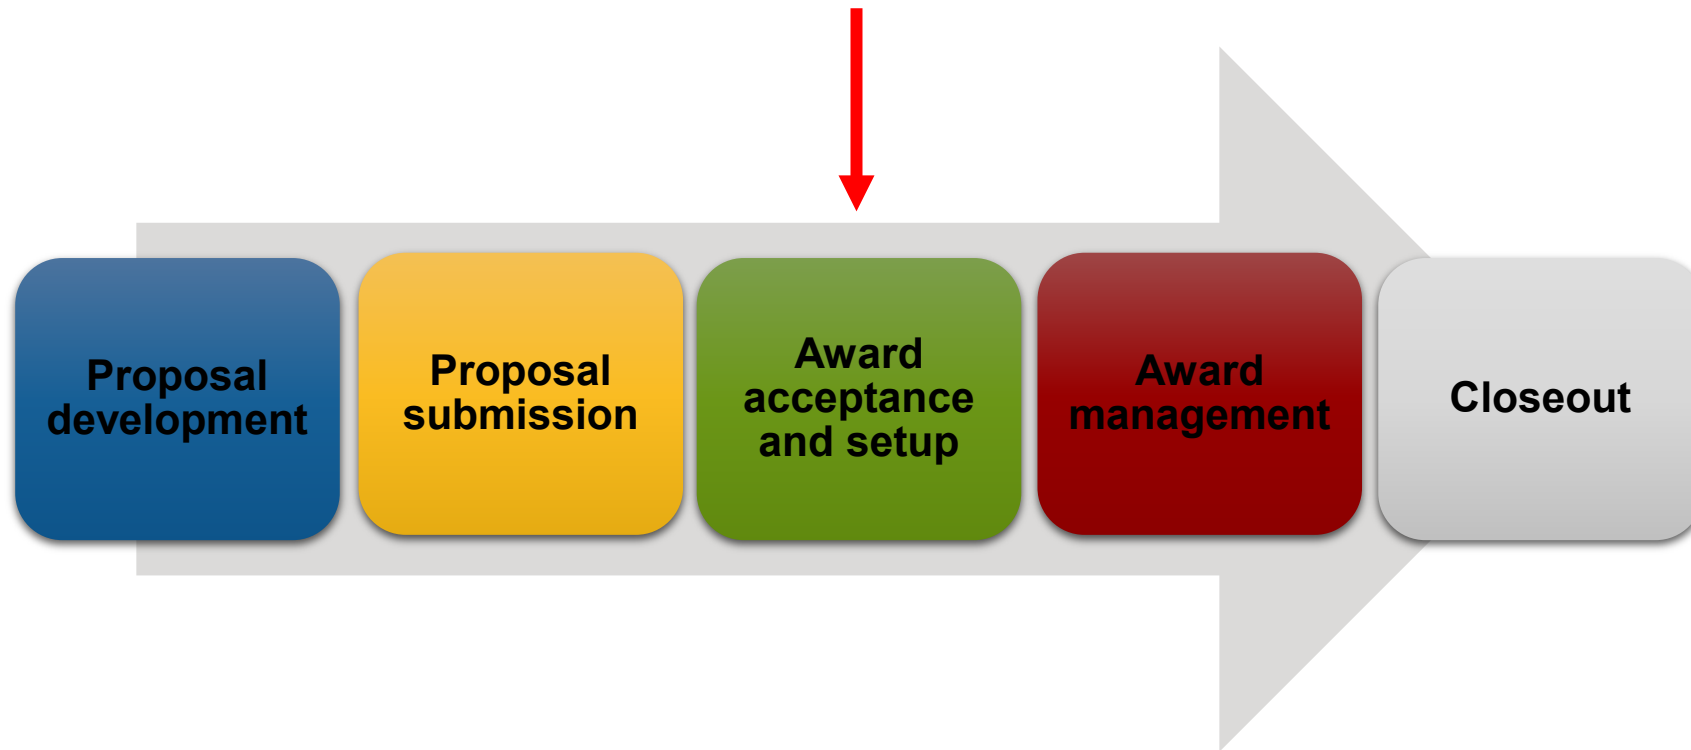 Proposal
development
Proposal
submission
Award
acceptance
and setup
Award
management
Closeout